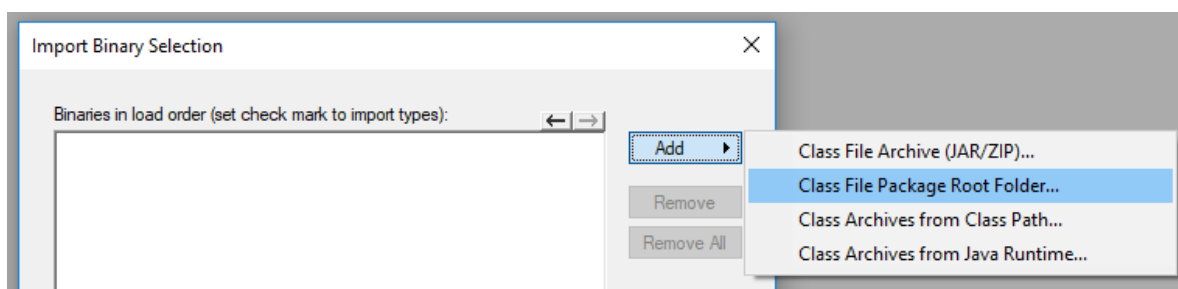 Import Binary Selection
Binaries in load order (set check mark to import types):
Add
Remove
Remove All
Class File Archive (JAR/ZIP)...
Class File Package Root Folder...
Class Archives from Class Path...
Class Archives from Java Runtime...